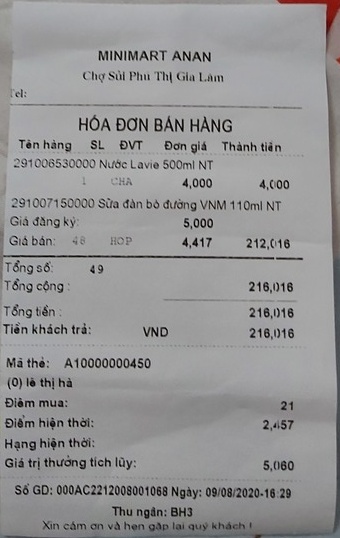 MINIMART ANAN
Chợ Sủi Phú Thị Gia Lâm
Tel:
HÓA ĐƠN BÁN HÀNG
Tên hàng SL ĐVT Đơn giá Thành tiền
291006530000 Nước Lavie 500ml NT
1 CHA 4,000 4,000
291007150000 Sữa đàn bò đường VNM 110ml NT
Giá đăng ký: 5,000
Giá bán: 48 HOP 4,417 212,016
Tổng số: 49
Tổng cộng : 216,016
Tổng tiền : 216,016
Tiền khách trả: VND 216,016
Mã thẻ: A10000000450
(0) lê thị hà
Điểm mua: 21
Điểm hiện thời: 2,457
Hạng hiện thời:
Giá trị thưởng tích lũy: 5,060
Số GD: 000AC2212008001068 Ngày: 09/08/2020-16:29
Thu ngân: BH3
Xin cảm ơn và hẹn gặp lại quý khách !